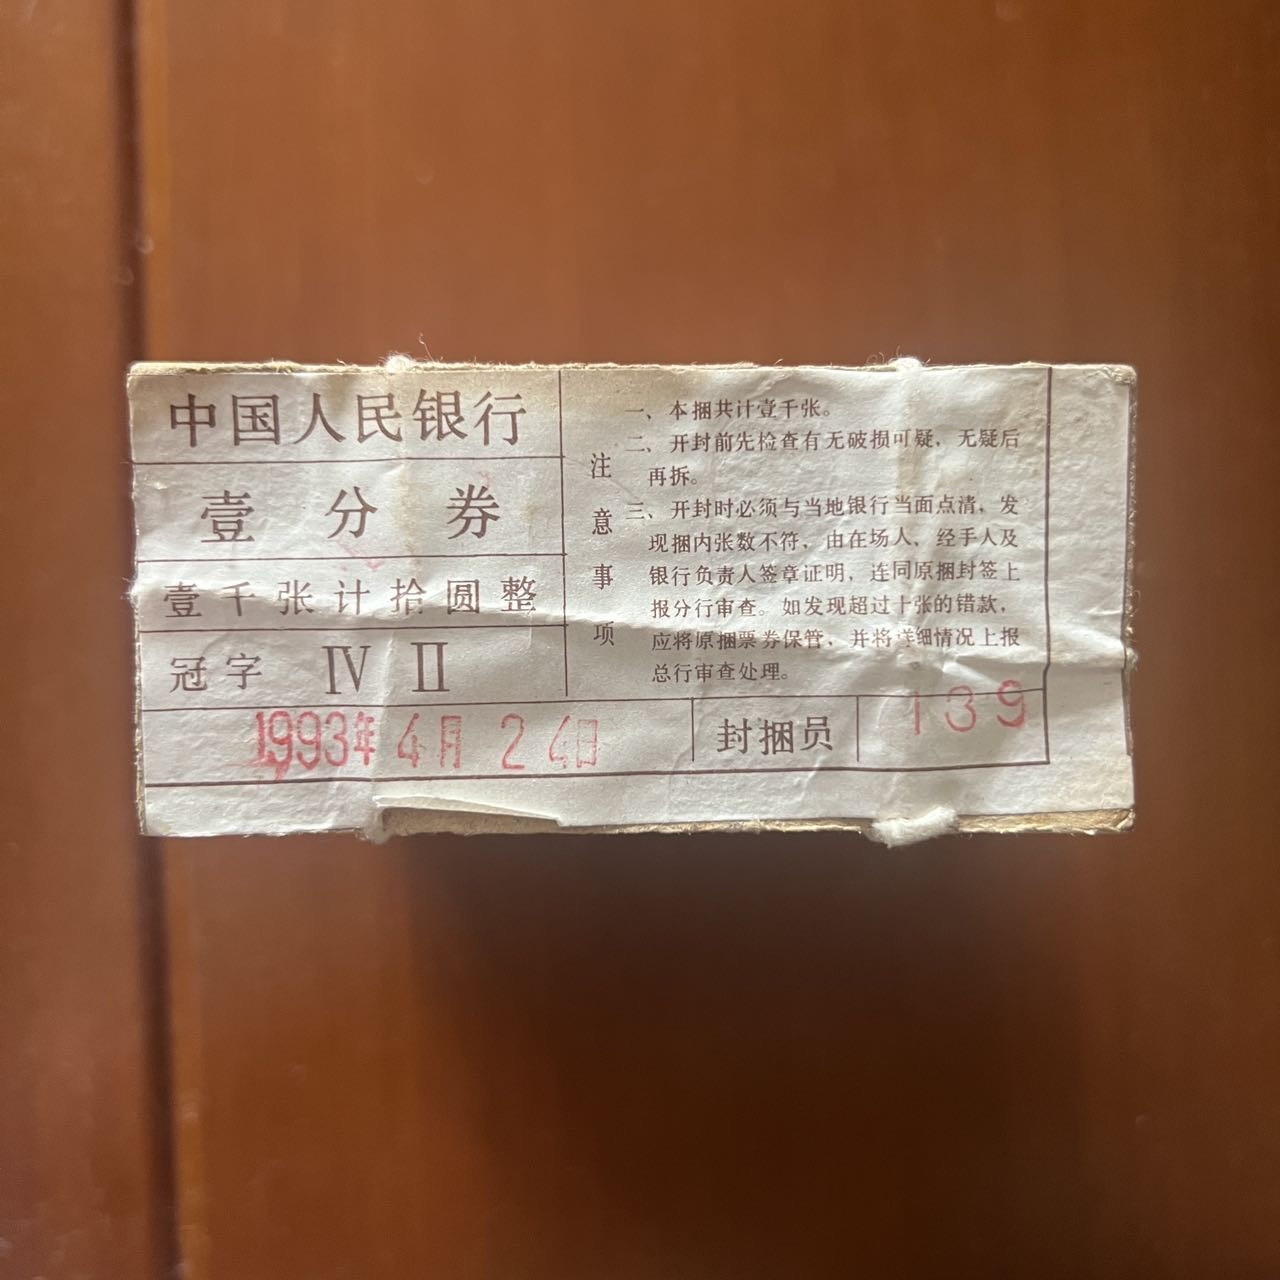 中国人民银行
壹分券
壹千张计拾圆整
冠字 Ⅳ Ⅱ
1993年4月24日
注意事项
一、本捆共计壹千张。
二、开封前先检查有无破损可疑，无疑后
再拆。
三、开封时必须与当地银行当面点清，发
现捆内张数不符，由在场人、经手人及
银行负责人签章证明，连同原捆封签上
报分行审查。如发现超过十张的错款，
应将原捆票券保管，并将详细情况上报
总行审查处理。
封捆员 139